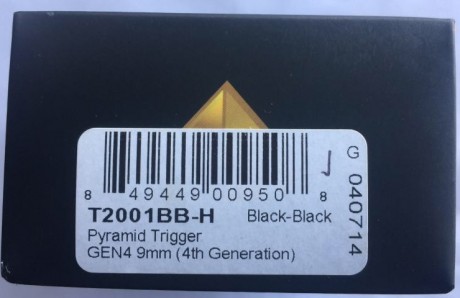 8 49449 00950 8
T2001BB-H Black-Black
Pyramid Trigger
GEN4 9mm (4th Generation)
G 040714